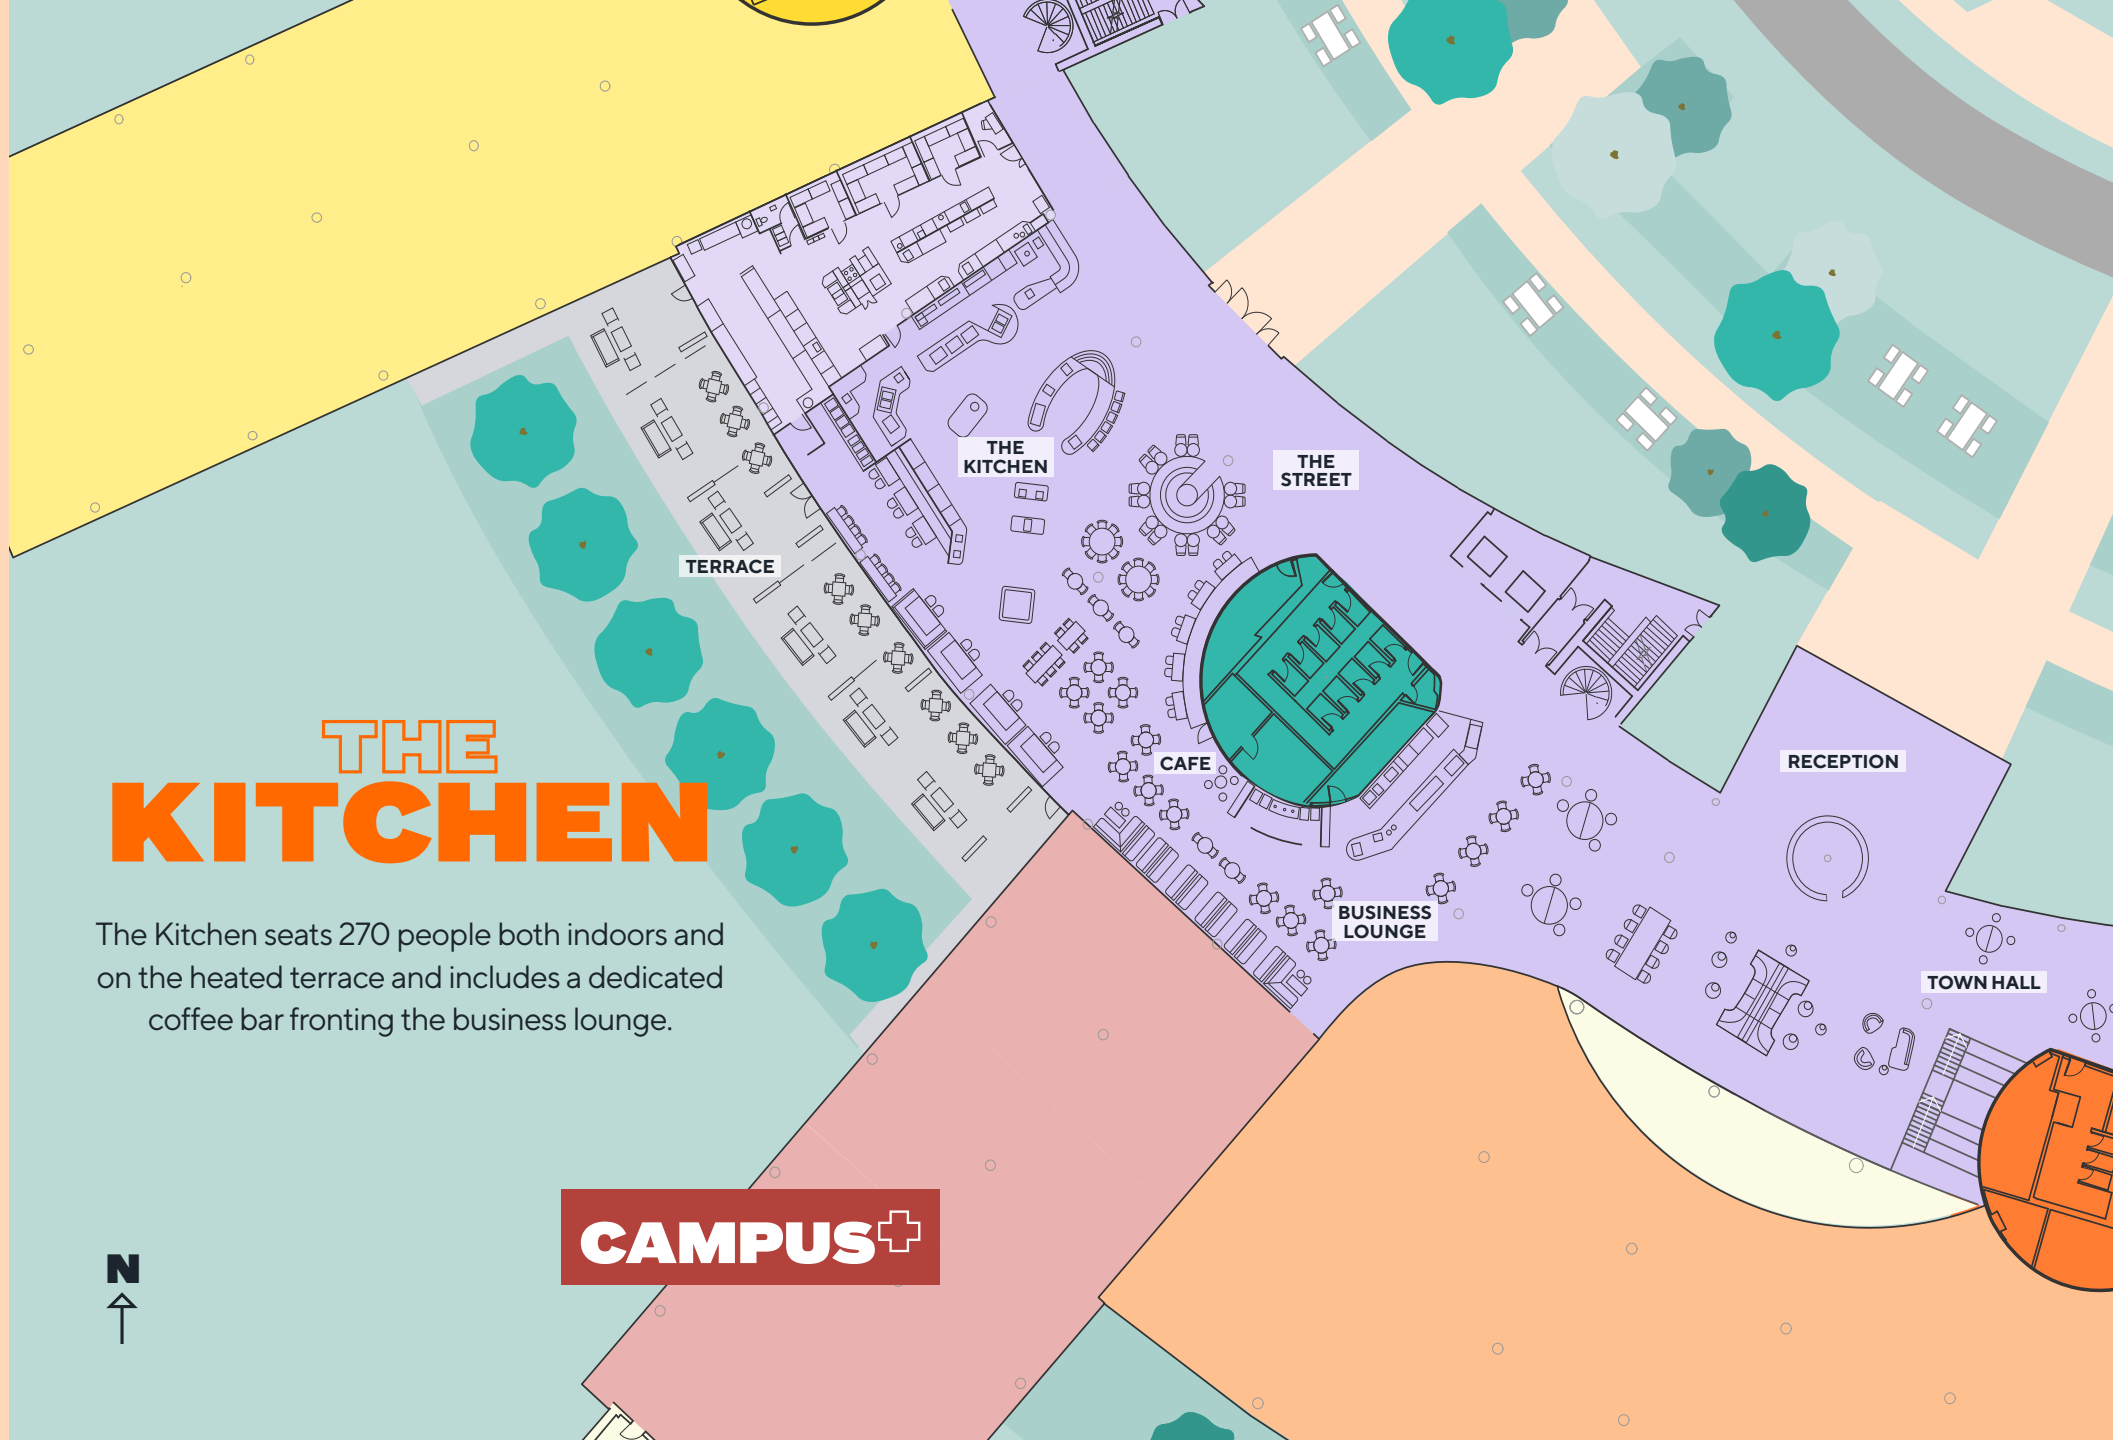 THE
KITCHEN
THE
STREET
TERRACE
THE
KITCHEN
CAFE
RECEPTION
The Kitchen seats 270 people both indoors and
on the heated terrace and includes a dedicated
coffee bar fronting the business lounge.
BUSINESS
LOUNGE
TOWN HALL
CAMPUS+
N